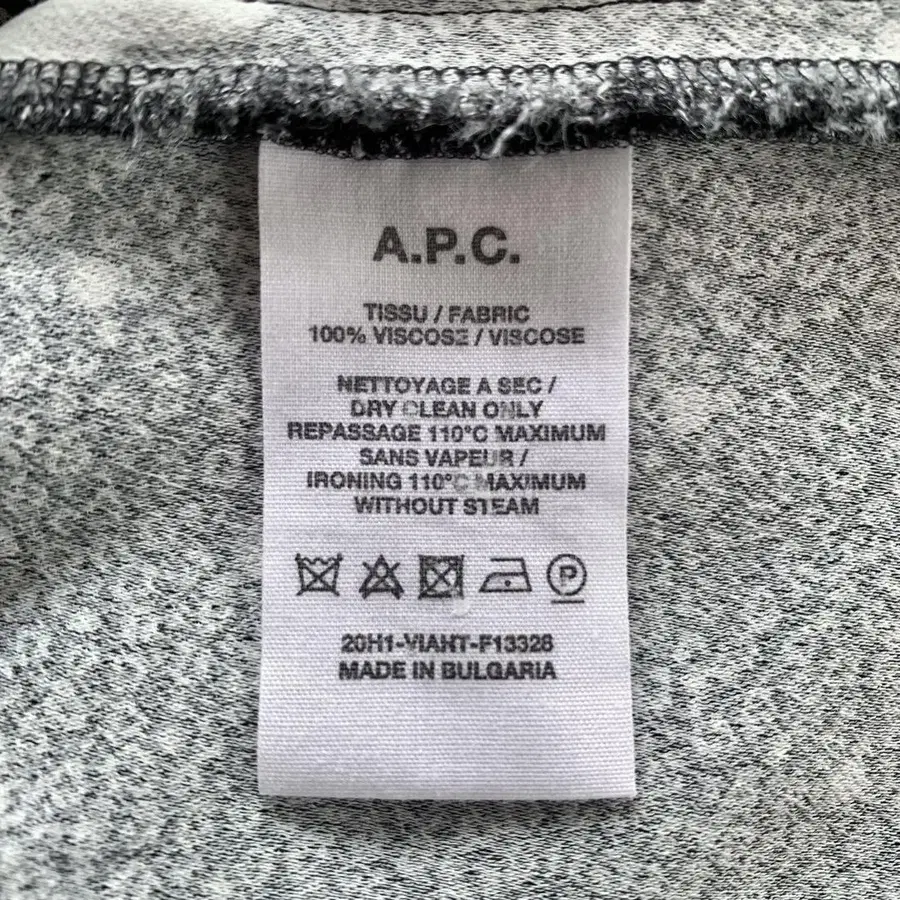 A.P.C.
TISSU / FABRIC
100% VISCOSE / VISCOSE
NETTOYAGE A SEC /
DRY CLEAN ONLY
REPASSAGE 110°C MAXIMUM
SANS VAPEUR /
IRONING 110°C MAXIMUM
WITHOUT STEAM
P
20H1-VIAHT-F13328
MADE IN BULGARIA